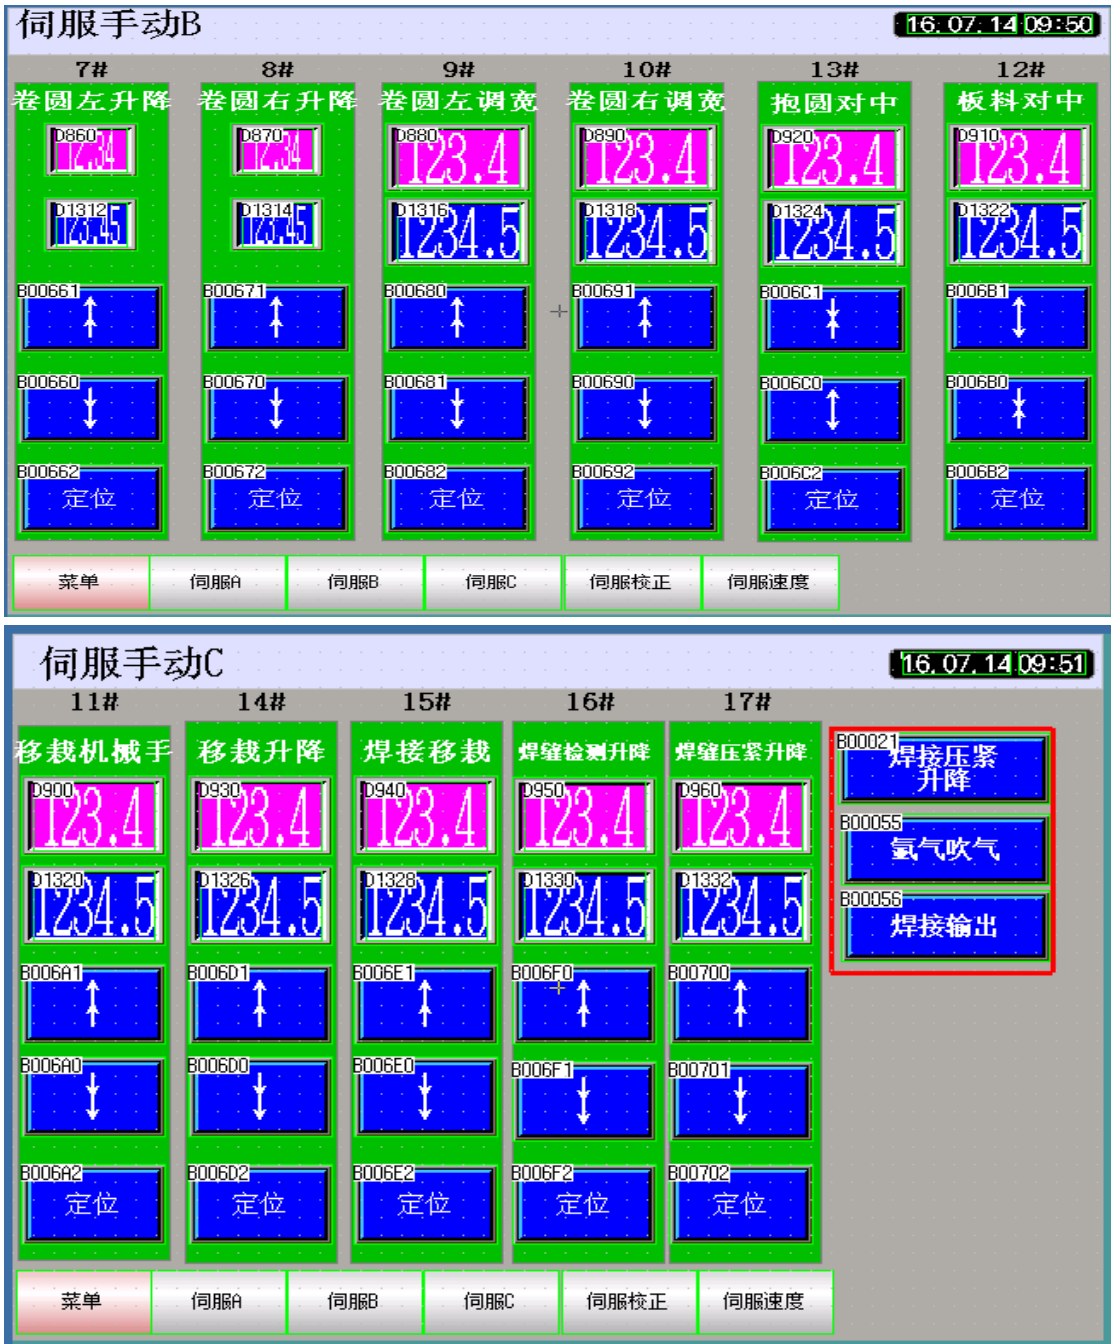 伺服手动B
16.07.14 09:50
7# 8# 9# 10# 13# 12#
卷圆左升降 卷圆右升降 卷圆左调宽 卷圆右调宽 抱圆对中 板料对中
D860 D870 D880 D890 D920 D910
12.34 12.34 123.4 123.4 123.4 123.4
D1312 D1314 D1316 D1318 D1324 D1322
123.45 123.45 1234.5 1234.5 1234.5 1234.5
B00661 B00671 B00680 B00691 B006C1 B006B1
B00660 B00670 B00681 B00690 B006C0 B006B0
B00662 B00672 B00682 B00692 B006C2 B006B2
定位 定位 定位 定位 定位 定位
菜单 伺服A 伺服B 伺服C 伺服校正 伺服速度
伺服手动C
16.07.14 09:51
11# 14# 15# 16# 17#
移栽机械手 移栽升降 焊接移栽 焊缝检测升降 焊缝压紧升降
D900 D930 D940 D950 D960
123.4 123.4 123.4 123.4 123.4
D1320 D1326 D1328 D1330 D1332
1234.5 1234.5 1234.5 1234.5 1234.5
B006A1 B006D1 B006E1 B006F0 B00700
B006A0 B006D0 B006E0 B006F1 B00701
B006A2 B006D2 B006E2 B006F2 B00702
定位 定位 定位 定位 定位
B00021
焊接压紧
升降
B00055
氩气吹气
B00056
焊接输出
菜单 伺服A 伺服B 伺服C 伺服校正 伺服速度